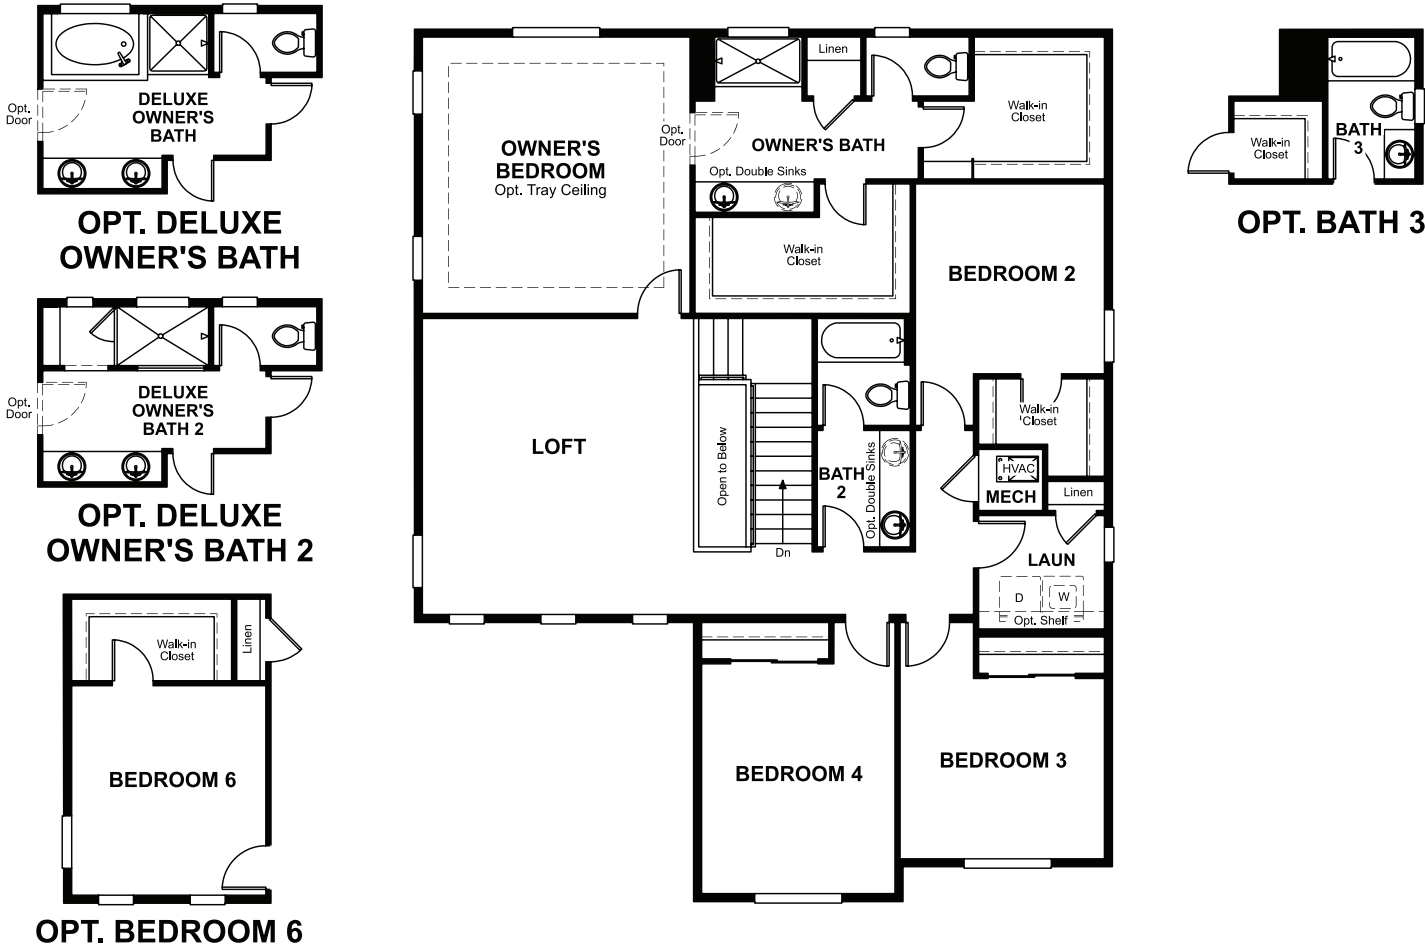 Opt.
Door
DELUXE
OWNER'S
BATH
OPT. DELUXE
OWNER'S BATH
Opt.
Door
DELUXE
OWNER'S
BATH 2
OPT. DELUXE
OWNER'S BATH 2
Walk-in
Closet
Linen
BEDROOM 6
OPT. BEDROOM 6
OWNER'S
BEDROOM
Opt. Tray Ceiling
Opt.
Door
Linen
OWNER'S BATH
Opt. Double Sinks
Walk-in
Closet
Walk-in
Closet
BEDROOM 2
LOFT
Open to Below
Dn
BATH
2
Opt. Double Sinks
Walk-in
Closet
HVAC
MECH
Linen
LAUN
D
W
Opt. Shelf
BEDROOM 4
BEDROOM 3
Walk-in
Closet
BATH
3
OPT. BATH 3